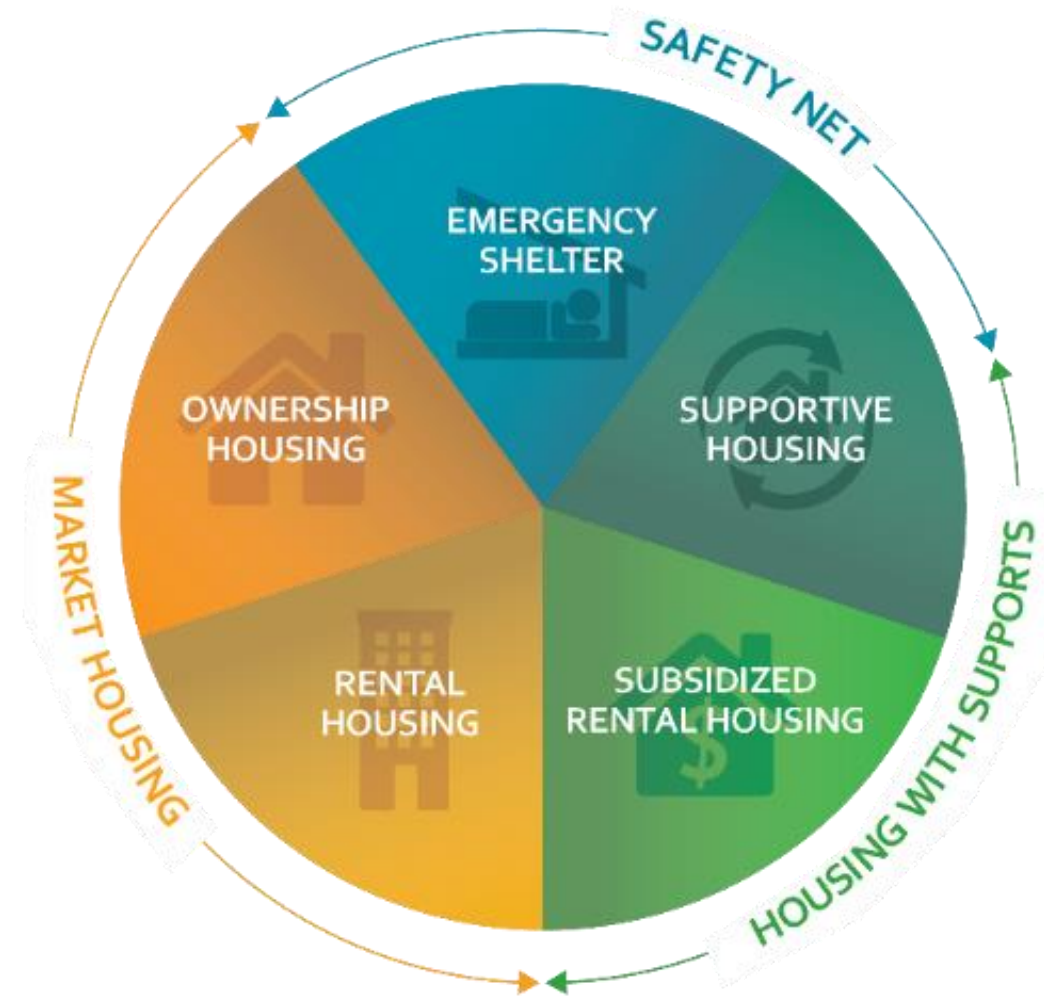 SAFETY NET
EMERGENCY
SHELTER
OWNERSHIP
HOUSING
SUPPORTIVE
HOUSING
MARKET HOUSING
HOUSING WITH SUPPORTS
RENTAL
HOUSING
SUBSIDIZED
RENTAL HOUSING
$